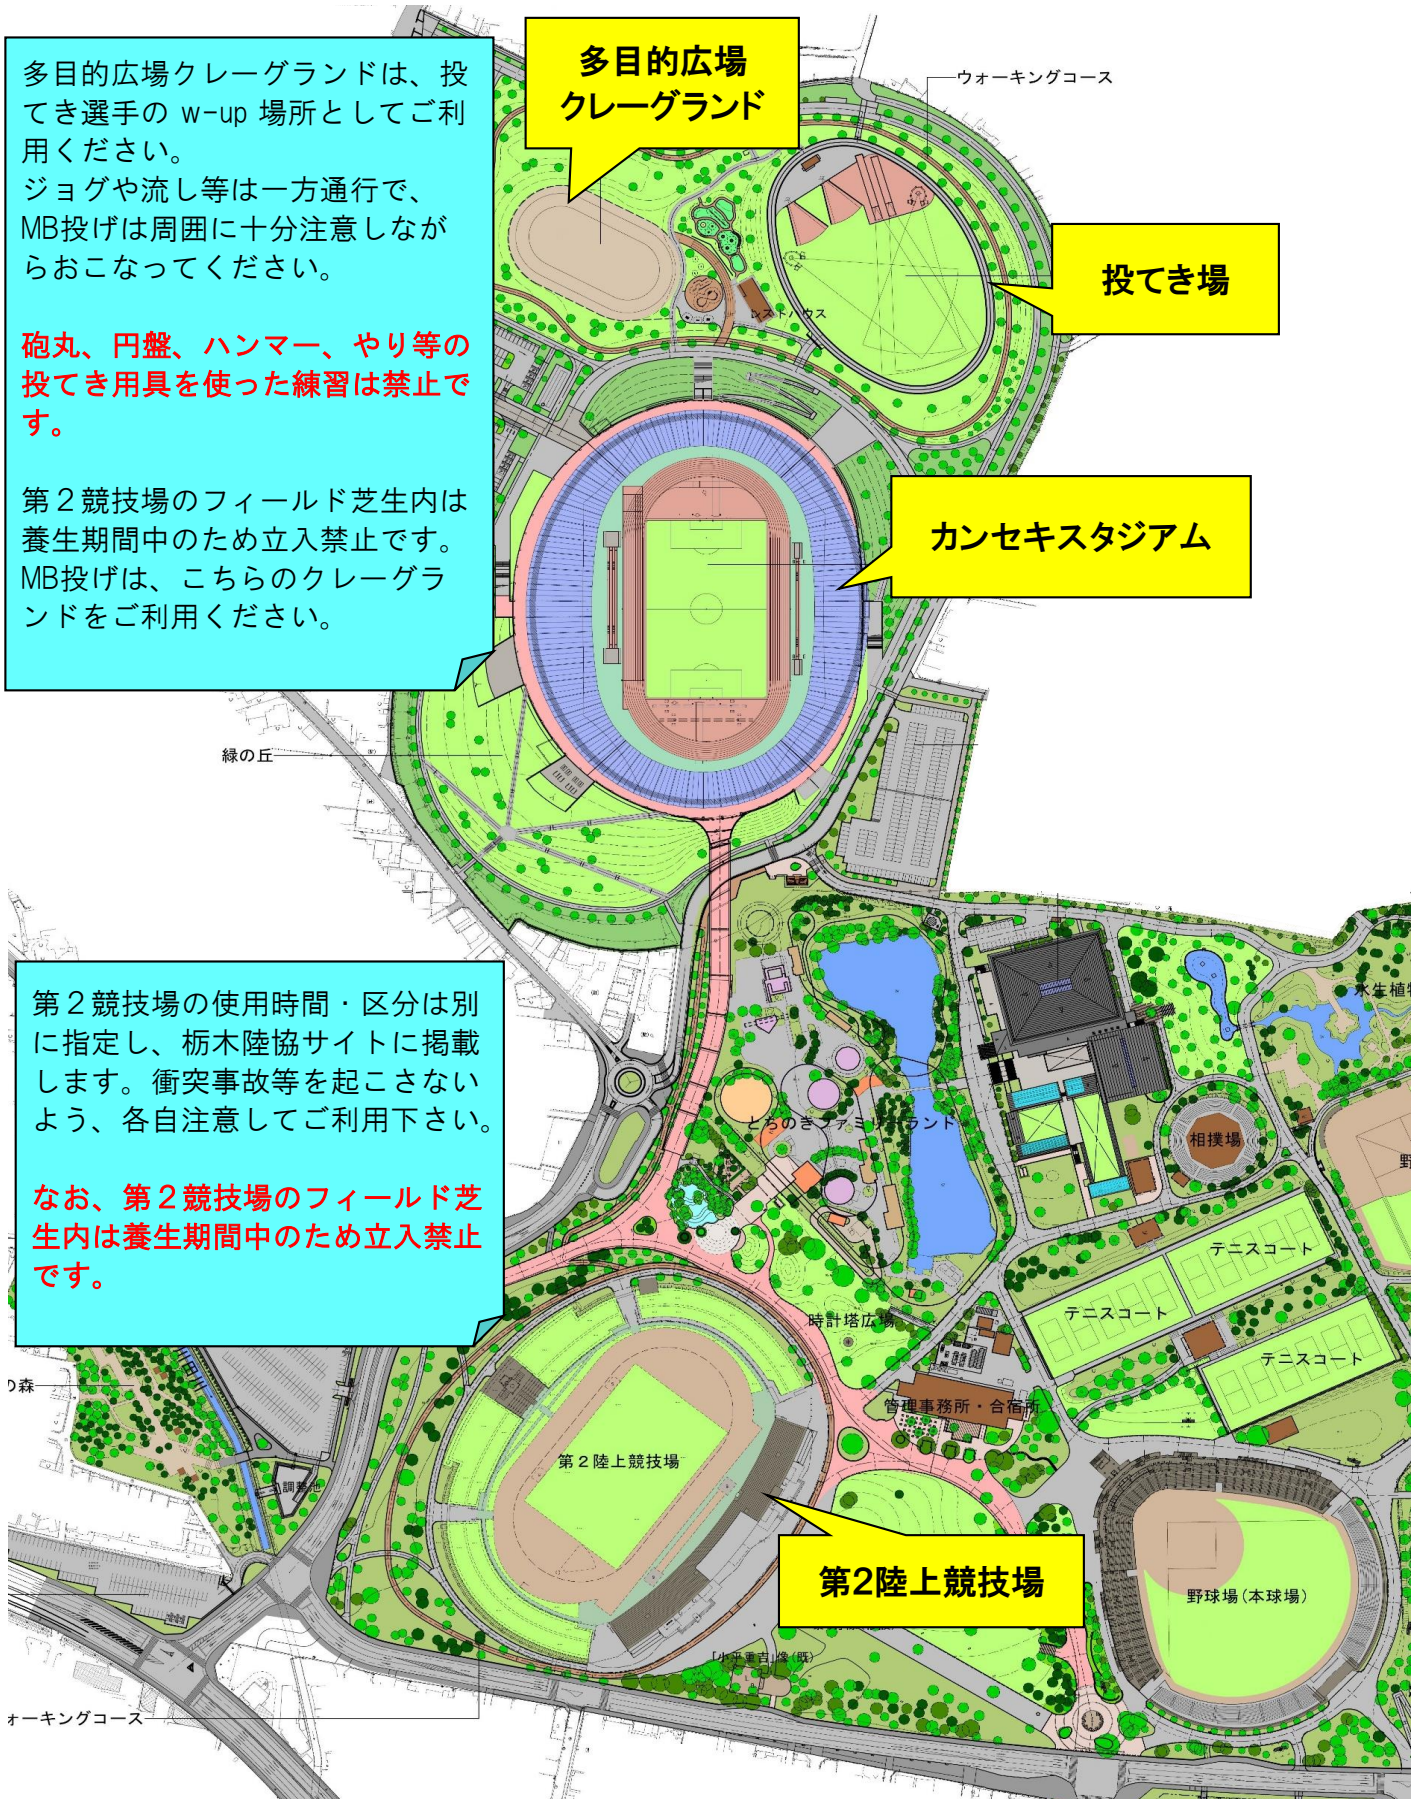 多目的広場クレーグランドは、投
てき選手の w-up 場所としてご利
用ください。
ジョグや流し等は一方通行で、
MB投げは周囲に十分注意しなが
らおこなってください。
砲丸、円盤、ハンマー、やり等の
投てき用具を使った練習は禁止で
す。
第２競技場のフィールド芝生内は
養生期間中のため立入禁止です。
MB投げは、こちらのクレーグラ
ンドをご利用ください。
多目的広場
クレーグランド
ウォーキングコース
投てき場
レストハウス
カンセキスタジアム
緑の丘
第２競技場の使用時間・区分は別
に指定し、栃木陸協サイトに掲載
します。衝突事故等を起こさない
よう、各自注意してご利用下さい。
なお、第２競技場のフィールド芝
生内は養生期間中のため立入禁止
です。
水生植
とちのきファミリーランド
相撲場
野
テニスコート
テニスコート
テニスコート
時計塔広場
の森
管理事務所・合宿所
第２陸上競技場
調整池
第2陸上競技場
野球場(本球場)
「小平重吉」像(既)
ォーキングコース